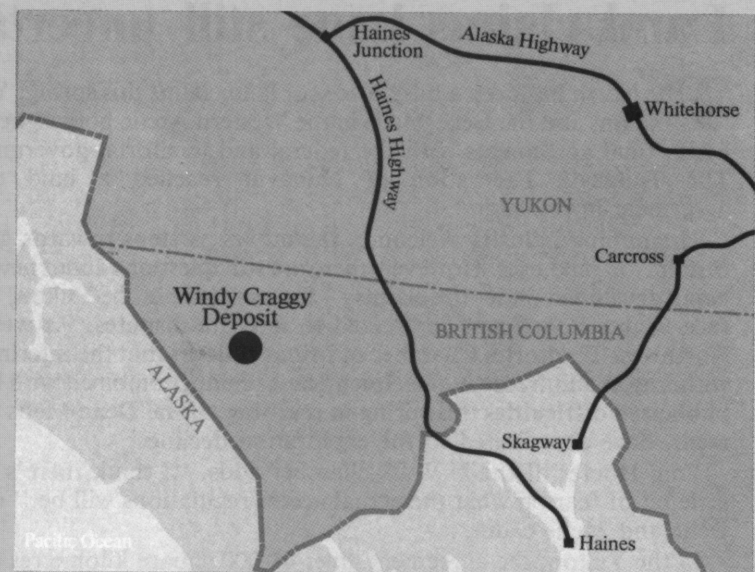 Haines
Junction
Alaska Highway
Haines Highway
Whitehorse
YUKON
Carcross
Windy Craggy
Deposit
BRITISH COLUMBIA
ALASKA
Skagway
Pacific Ocean
Haines